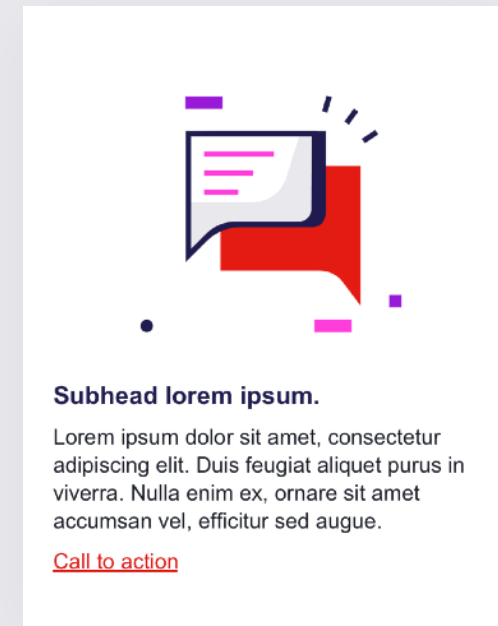 Subhead lorem ipsum.
Lorem ipsum dolor sit amet, consectetur
adipiscing elit. Duis feugiat aliquet purus in
viverra. Nulla enim ex, ornare sit amet
accumsan vel, efficitur sed augue.
Call to action